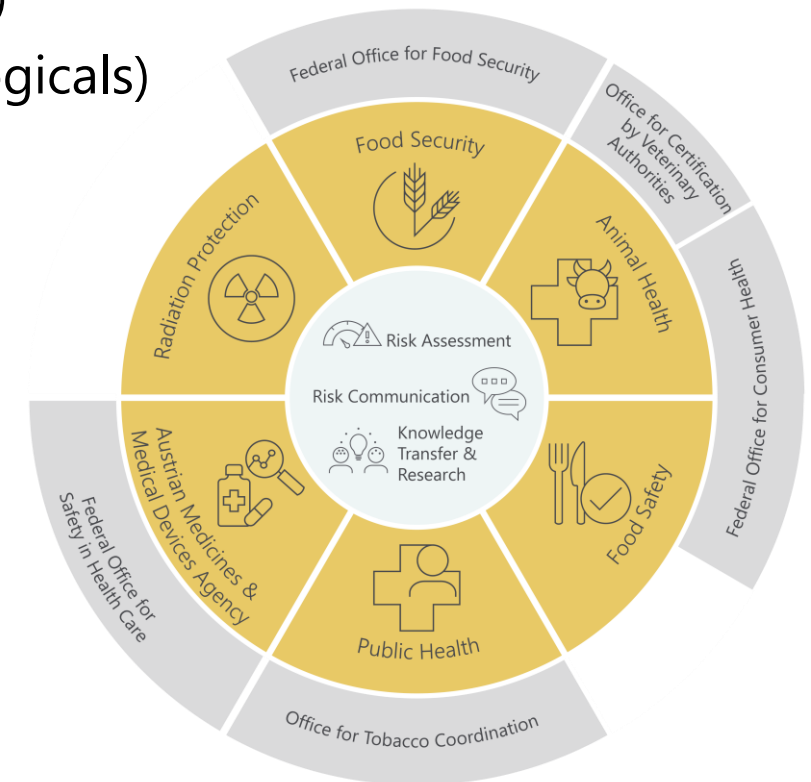 )
gicals)
Federal Office for Food Security
Office for Certification
by Veterinary
Authorities
Food Security
Radiation Protection
Animal Health
Federal Office for Consumer Health
Risk Assessment
Risk Communication
Knowledge
Transfer &
Research
Austrian Medicines &
Medical Devices Agency
Food Safety
Federal Office for
Safety in Health Care
Public Health
Office for Tobacco Coordination